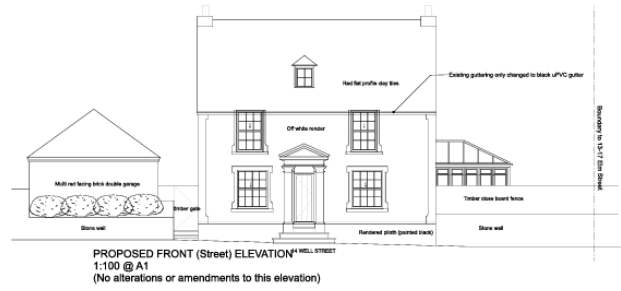 Existing guttering only changed to black uPVC gutter
Red flat profile clay tiles
Off white render
Boundary to 13-17 Elm Street
Multi red facing brick double garage
Timber gate
Timber close board fence
Stone wall
Rendered plinth (painted black)
Stone wall
44 WELL STREET
PROPOSED FRONT (Street) ELEVATION
1:100 @ A1
(No alterations or amendments to this elevation)